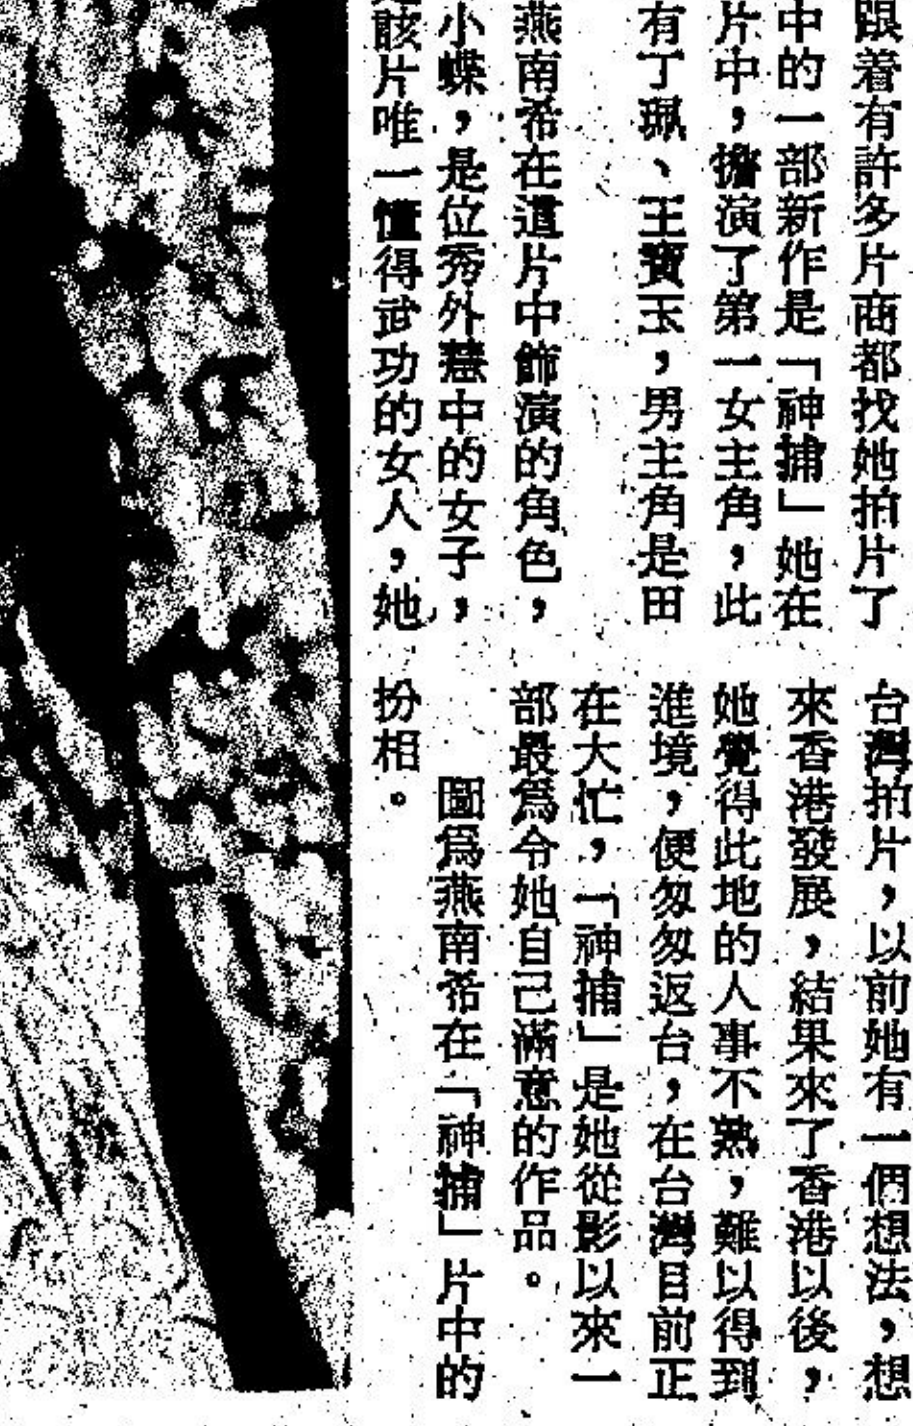 跟着有許多片商都找她拍片了
中的一部新作是「神捕」她在
片中，擔演了第一女主角，此
有丁珮、王寶玉，男主角是田
燕南希在這片中飾演的角色，
小蝶，是位秀外慧中的女子，
該片唯一懂得武功的女人，她
台灣拍片，以前她有一個想法，想
來香港發展，結果來了香港以後，
她覺得此地的人事不熟，難以得到
進境，便匆匆返台，在台灣目前正
在大忙，「神捕」是她從影以來一
部最爲令她自己滿意的作品。
圖爲燕南希在「神捕」片中的
扮相。